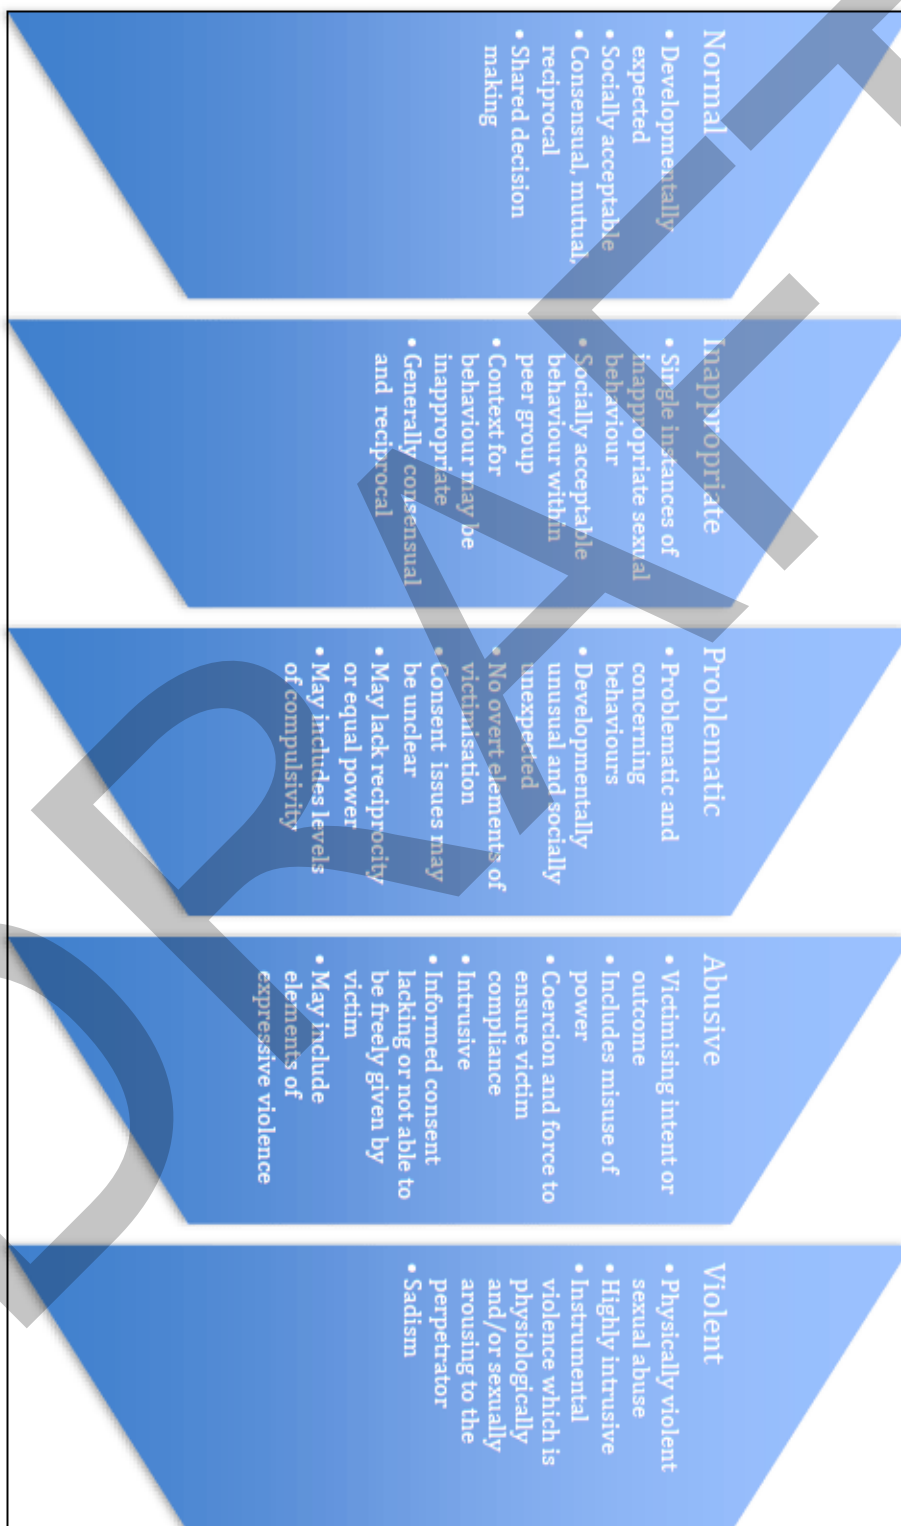 Normal
• Developmentally
expected
• Socially acceptable
• Consensual, mutual,
reciprocal
• Shared decision
making
Inappropriate
• Single instances of
inappropriate sexual
behaviour
• Socially acceptable
behaviour within
peer group
• Context for
behaviour may be
inappropriate
• Generally consensual
and reciprocal
Problematic
• Problematic and
concerning
behaviours
• Developmentally
unusual and socially
unexpected
• No overt elements of
victimisation
• Consent issues may
be unclear
• May lack reciprocity
or equal power
• May includes levels
of compulsivity
Abusive
• Victimising intent or
outcome
• Includes misuse of
power
• Coercion and force to
ensure victim
compliance
• Intrusive
• Informed consent
lacking or not able to
be freely given by
victim
• May include
elements of
expressive violence
Violent
• Physically violent
sexual abuse
• Highly intrusive
• Instrumental
violence which is
physiologically
and/or sexually
arousing to the
perpetrator
• Sadism
DRAFT